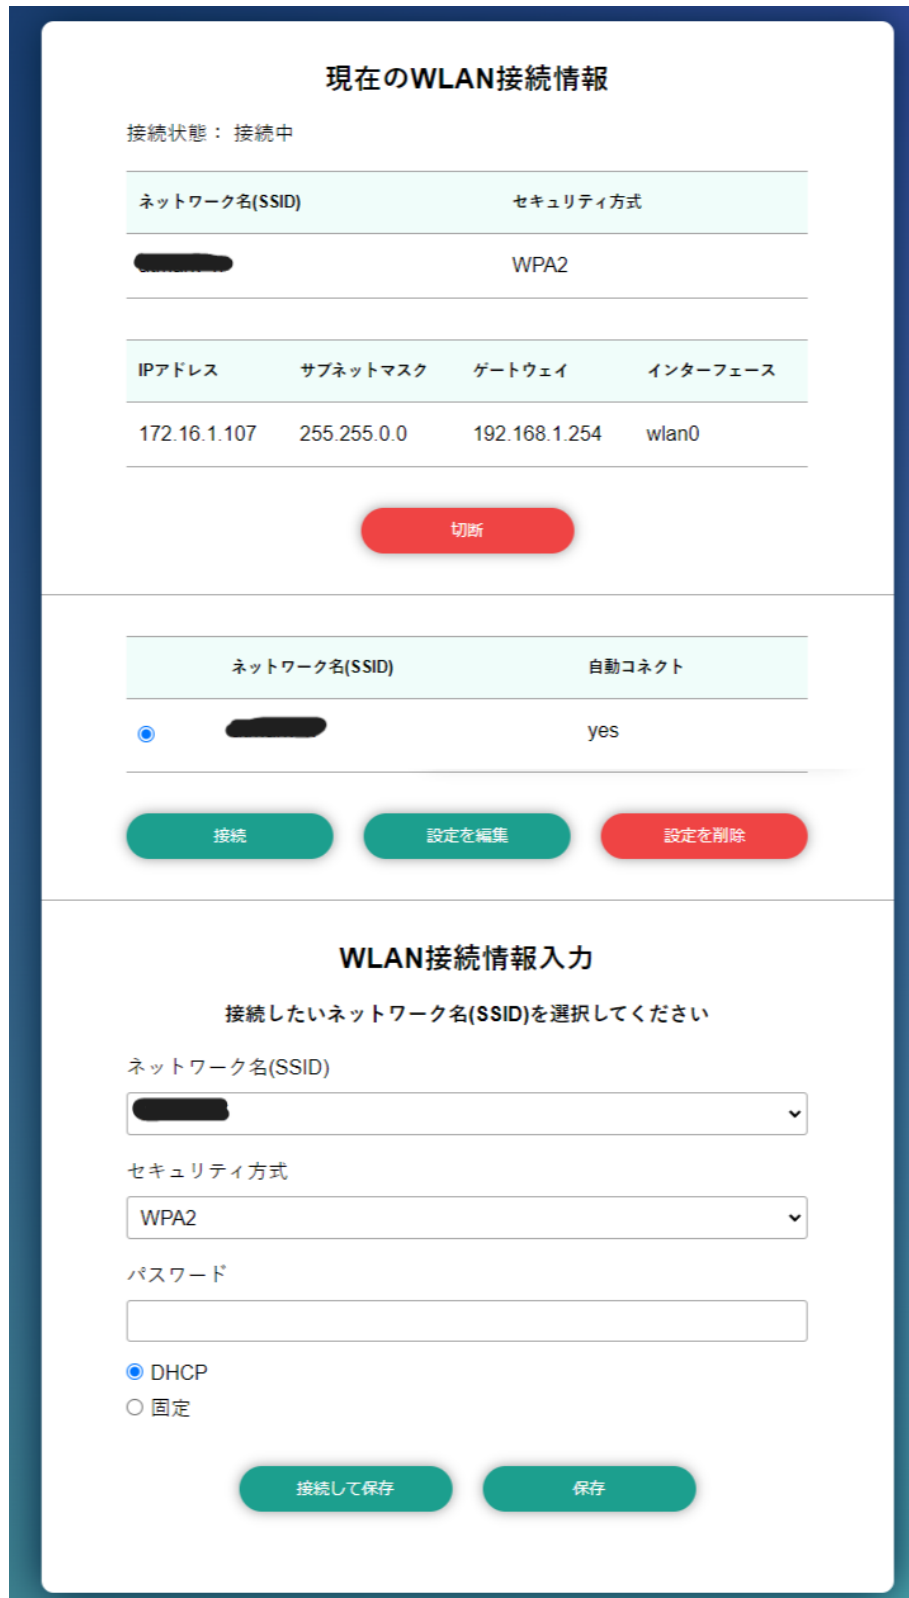 現在のWLAN接続情報
接続状態： 接続中
ネットワーク名(SSID) セキュリティ方式
WPA2
IPアドレス サブネットマスク ゲートウェイ インターフェース
172.16.1.107 255.255.0.0 192.168.1.254 wlan0
切断
ネットワーク名(SSID) 自動コネクト
yes
接続 設定を編集 設定を削除
WLAN接続情報入力
接続したいネットワーク名(SSID)を選択してください
ネットワーク名(SSID)
セキュリティ方式
WPA2
パスワード
DHCP
固定
接続して保存 保存